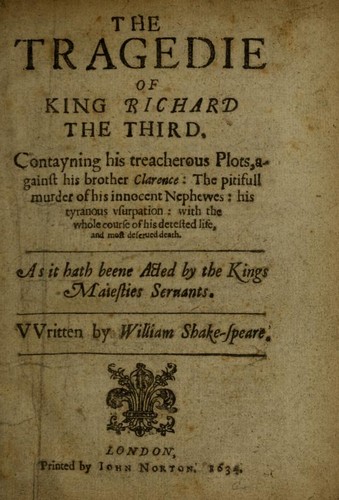 THE
TRAGEDIE
OF
KING RICHARD
THE THIRD.
Contayning his treacherous Plots, a-
gainſt his brother Clarence: The pitifull
murder of his innocent Nephewes: his
tyranous vſurpation: with the
whole courſe of his deteſted life,
and moſt deſerued death.
As it hath beene Acted by the Kings
Maieſties Seruants.
VVritten by William Shake-ſpeare.
LONDON,
Printed by IOHN NORTON. 1634.